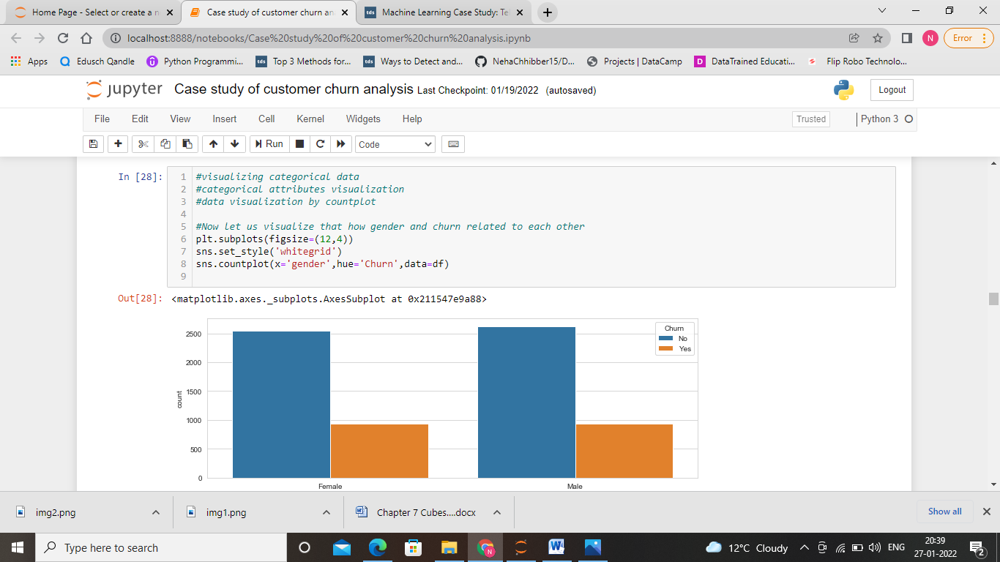 Home Page - Select or create a n
Case study of customer churn an
Machine Learning Case Study: Tel
localhost:8888/notebooks/Case%20study%20of%20customer%20churn%20analysis.ipynb
N
Error
Apps
Edusch Qandle
Python Programmi...
tds
Top 3 Methods for...
tds
Ways to Detect and...
NehaChhibber15/D...
Projects | DataCamp
D
DataTrained Educati...
Flip Robo Technolo...
jupyter
Case study of customer churn analysis Last Checkpoint: 01/19/2022 (autosaved)
Logout
File
Edit
View
Insert
Cell
Kernel
Widgets
Help
Trusted
Python 3
Run
Code
In [28]:
1 #visualizing categorical data
2 #categorical attributes visualization
3 #data visualization by countplot
4
5 #Now let us visualize that how gender and churn related to each other
6 plt.subplots(figsize=(12,4))
7 sns.set_style('whitegrid')
8 sns.countplot(x='gender',hue='Churn',data=df)
9
Out[28]: <matplotlib.axes._subplots.AxesSubplot at 0x211547e9a88>
Churn
No
Yes
2500
2000
1500
1000
500
0
count
Female
Male
img2.png
img1.png
Chapter 7 Cubes....docx
Show all
Type here to search
12°C Cloudy
ENG
20:39
27-01-2022
2